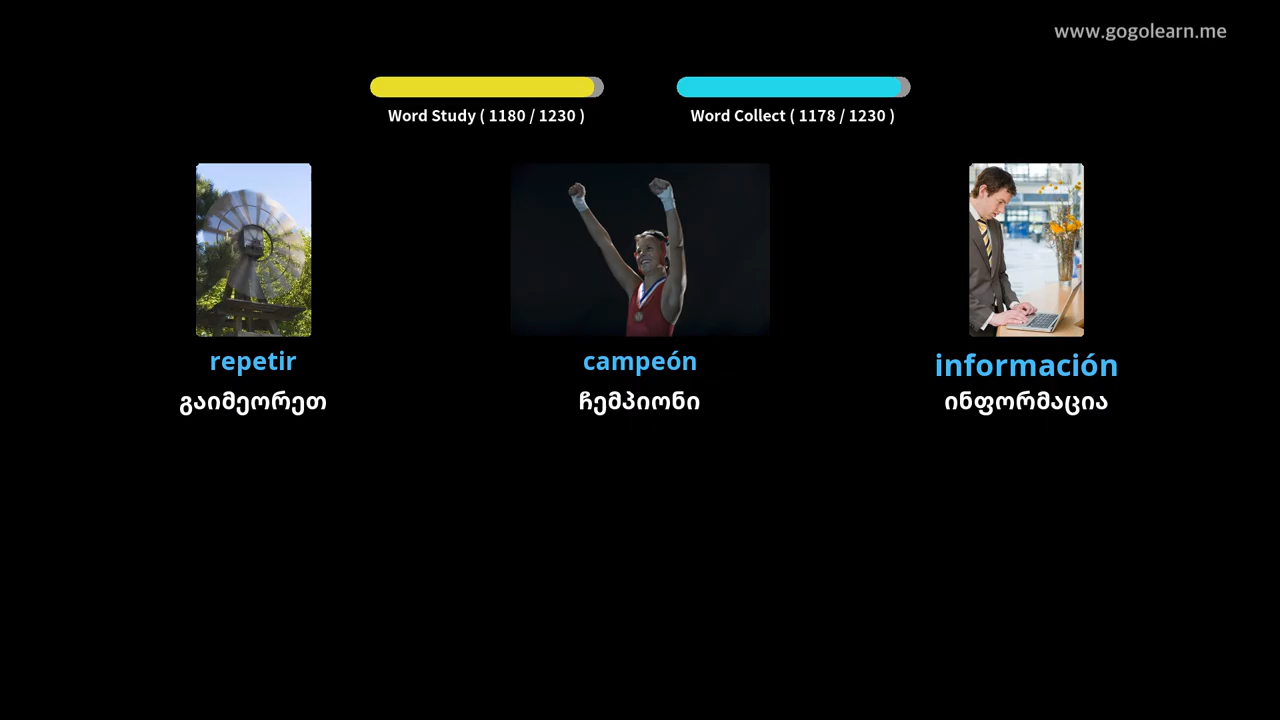 www.gogolearn.me
Word Study ( 1180 / 1230 )
Word Collect ( 1178 / 1230 )
repetir
campeón
información
გაიმეორეთ
ჩემპიონი
ინფორმაცია